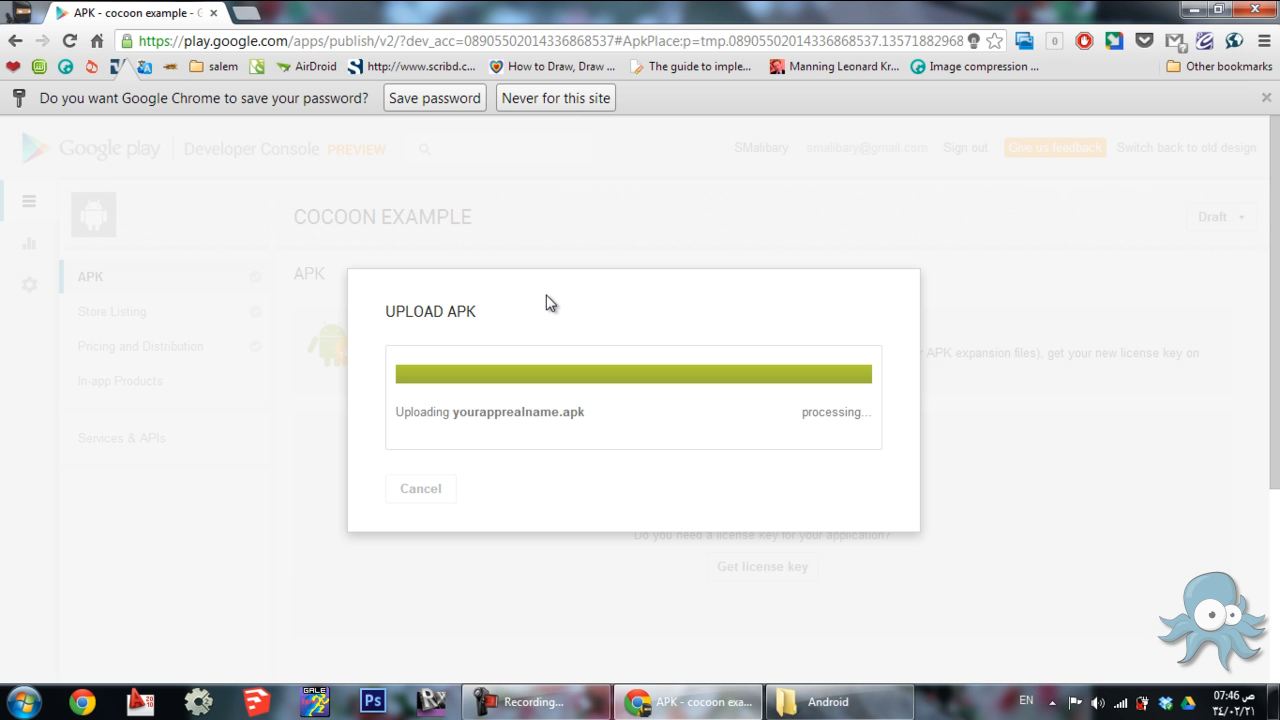 APK - cocoon example - G
https://play.google.com/apps/publish/v2/?dev_acc=08905502014336868537#ApkPlace:p=tmp.08905502014336868537.13571882968
0
salem
AirDroid
http://www.scribd....
How to Draw, Draw ...
The guide to imple...
Manning Leonard Kr...
Image compression ...
Other bookmarks
Do you want Google Chrome to save your password?
Save password
Never for this site
Google play
Developer Console PREVIEW
SMalibary
smalibary@gmail.com
Sign out
Give us feedback
Switch back to old design
COCOON EXAMPLE
Draft
APK
Store Listing
Pricing and Distribution
In-app Products
Services & APIs
APK
APK expansion files), get your new license key on
UPLOAD APK
Uploading yourapprealname.apk
processing...
Cancel
Do you need a license key for your application?
Get license key
2010
GALE
Ps
Recording...
APK - cocoon exa...
Android
EN
07:46 ص
٣٤/٠٢/٢١